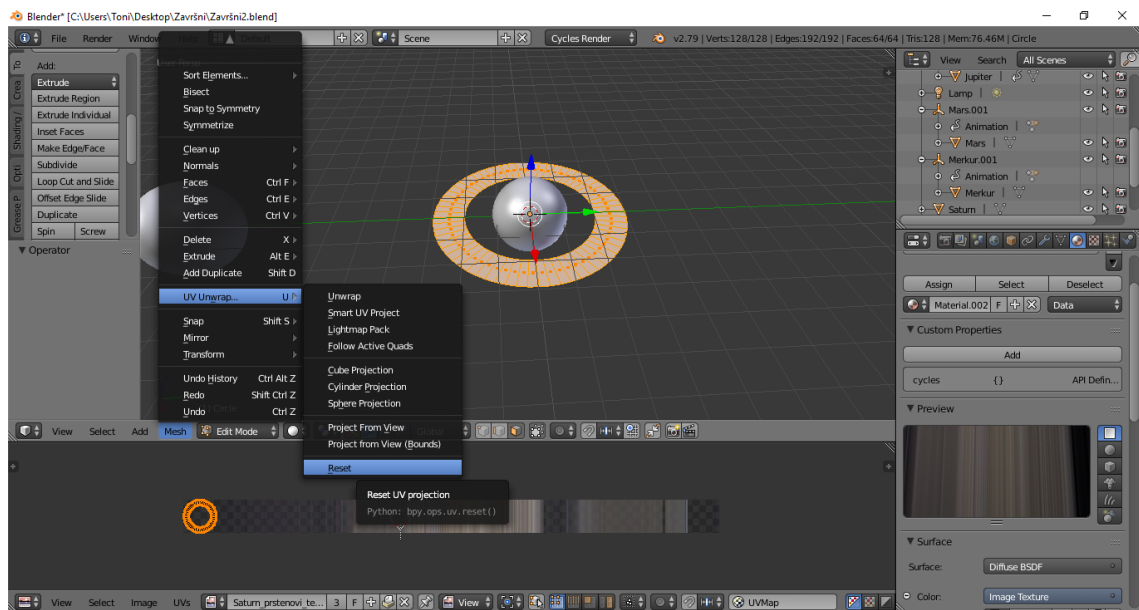 Blender* [C:\Users\Toni\Desktop\Završni\Završni2.blend]
File Render Window Default Scene Cycles Render v2.79 | Verts:128/128 | Edges:192/192 | Faces:64/64 | Tris:128 | Mem:76.46M | Circle
Add:
Extrude
Extrude Region
Extrude Individual
Inset Faces
Make Edge/Face
Subdivide
Loop Cut and Slide
Offset Edge Slide
Duplicate
Spin Screw
Operator
To
Crea
Shading/
Opti
Grease P
Sort Elements...
Bisect
Snap to Symmetry
Symmetrize
Clean up
Normals
Faces Ctrl F
Edges Ctrl E
Vertices Ctrl V
Delete X
Extrude Alt E
Add Duplicate Shift D
UV Unwrap... U
Snap Shift S
Mirror
Transform
Undo History Ctrl Alt Z
Redo Shift Ctrl Z
Undo Ctrl Z
Unwrap
Smart UV Project
Lightmap Pack
Follow Active Quads
Cube Projection
Cylinder Projection
Sphere Projection
Project From View
Project from View (Bounds)
Reset
Reset UV projection
Python: bpy.ops.uv.reset()
View Select Add Mesh Edit Mode Global
View Select Image UVs Saturn_prstenovi_te... 3 F View UVMap
View Search All Scenes
Jupiter
Lamp
Mars.001
Animation
Mars
Merkur.001
Animation
Merkur
Saturn
Assign Select Deselect
Material.002 F Data
Custom Properties
Add
cycles {} API Defin...
Preview
Surface
Surface: Diffuse BSDF
Color: Image Texture